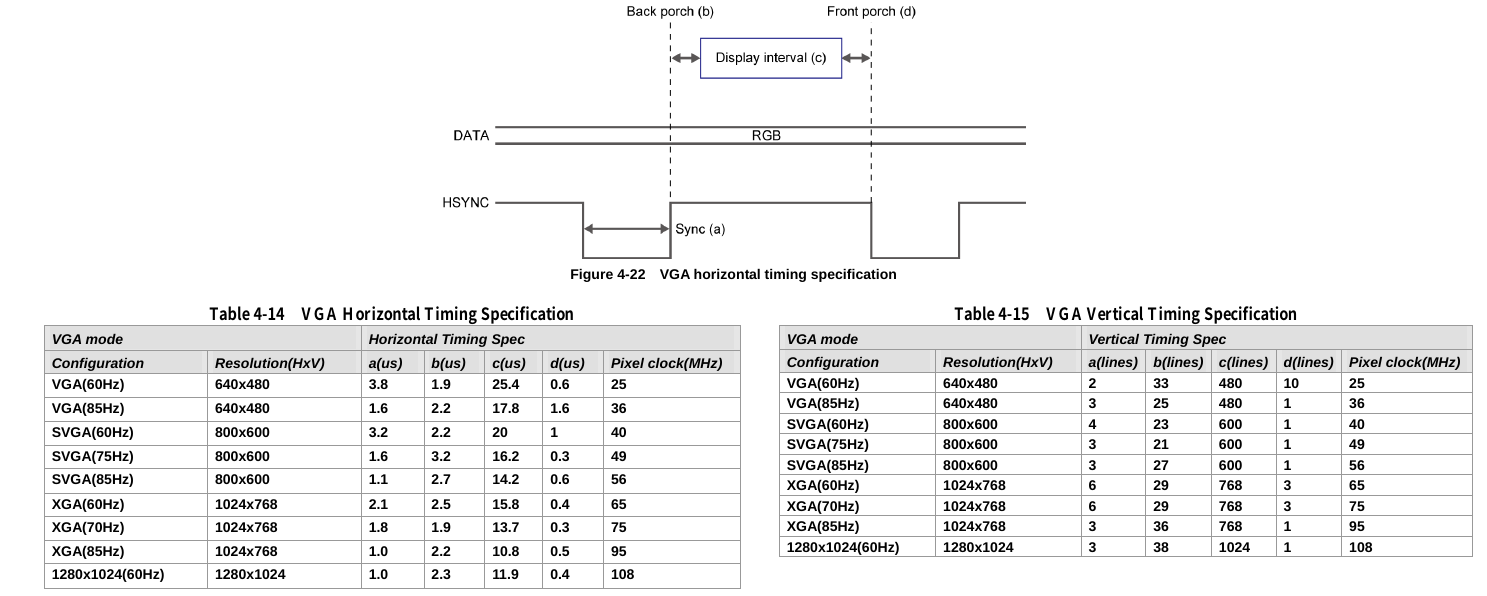 Back porch (b) Front porch (d)
Display interval (c)
DATA RGB
HSYNC
Sync (a)
Figure 4-22 VGA horizontal timing specification
Table 4-14 VGA Horizontal Timing Specification
VGA mode Horizontal Timing Spec
Configuration Resolution(HxV) a(us) b(us) c(us) d(us) Pixel clock(MHz)
VGA(60Hz) 640x480 3.8 1.9 25.4 0.6 25
VGA(85Hz) 640x480 1.6 2.2 17.8 1.6 36
SVGA(60Hz) 800x600 3.2 2.2 20 1 40
SVGA(75Hz) 800x600 1.6 3.2 16.2 0.3 49
SVGA(85Hz) 800x600 1.1 2.7 14.2 0.6 56
XGA(60Hz) 1024x768 2.1 2.5 15.8 0.4 65
XGA(70Hz) 1024x768 1.8 1.9 13.7 0.3 75
XGA(85Hz) 1024x768 1.0 2.2 10.8 0.5 95
1280x1024(60Hz) 1280x1024 1.0 2.3 11.9 0.4 108
Table 4-15 VGA Vertical Timing Specification
VGA mode Vertical Timing Spec
Configuration Resolution(HxV) a(lines) b(lines) c(lines) d(lines) Pixel clock(MHz)
VGA(60Hz) 640x480 2 33 480 10 25
VGA(85Hz) 640x480 3 25 480 1 36
SVGA(60Hz) 800x600 4 23 600 1 40
SVGA(75Hz) 800x600 3 21 600 1 49
SVGA(85Hz) 800x600 3 27 600 1 56
XGA(60Hz) 1024x768 6 29 768 3 65
XGA(70Hz) 1024x768 6 29 768 3 75
XGA(85Hz) 1024x768 3 36 768 1 95
1280x1024(60Hz) 1280x1024 3 38 1024 1 108